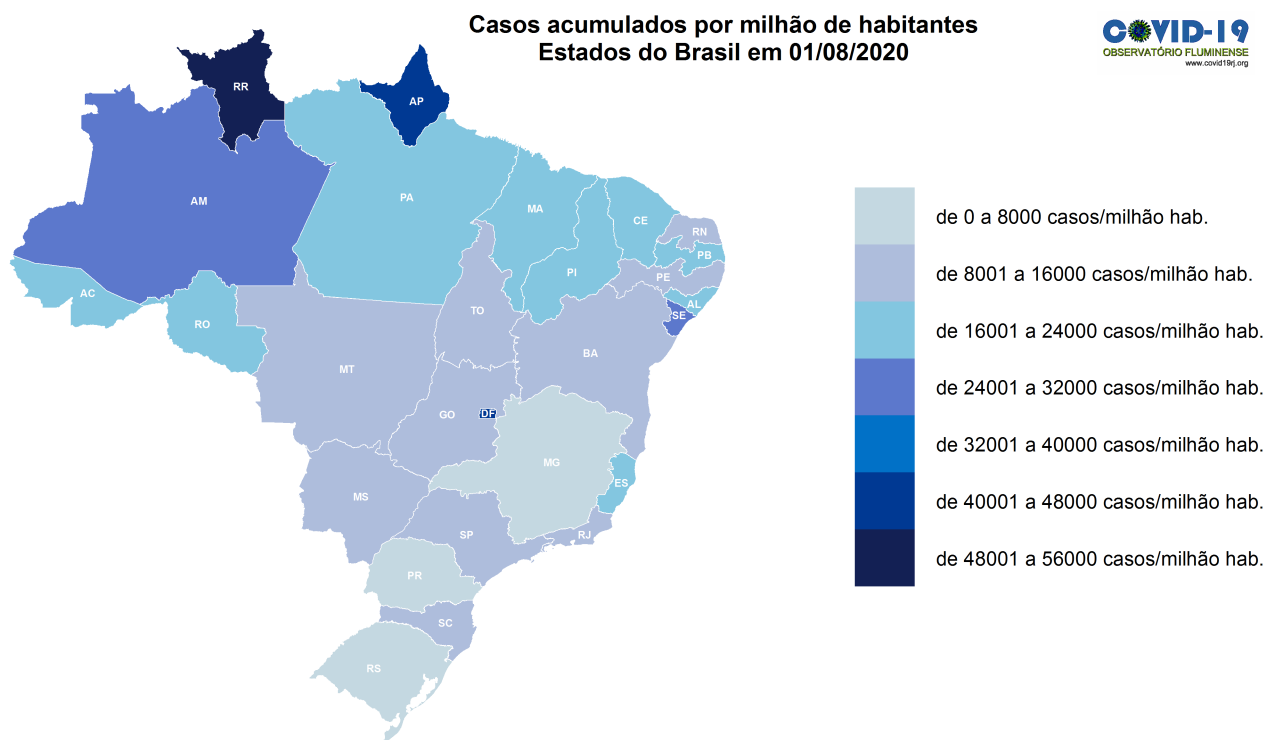 Casos acumulados por milhão de habitantes
Estados do Brasil em 01/08/2020
COVID-19
OBSERVATÓRIO FLUMINENSE
www.covid19rj.org
RR
AP
AM
PA
MA
CE
RN
PB
PI
PE
AL
SE
AC
RO
TO
BA
MT
GO
DF
MG
ES
MS
SP
RJ
PR
SC
RS
de 0 a 8000 casos/milhão hab.
de 8001 a 16000 casos/milhão hab.
de 16001 a 24000 casos/milhão hab.
de 24001 a 32000 casos/milhão hab.
de 32001 a 40000 casos/milhão hab.
de 40001 a 48000 casos/milhão hab.
de 48001 a 56000 casos/milhão hab.